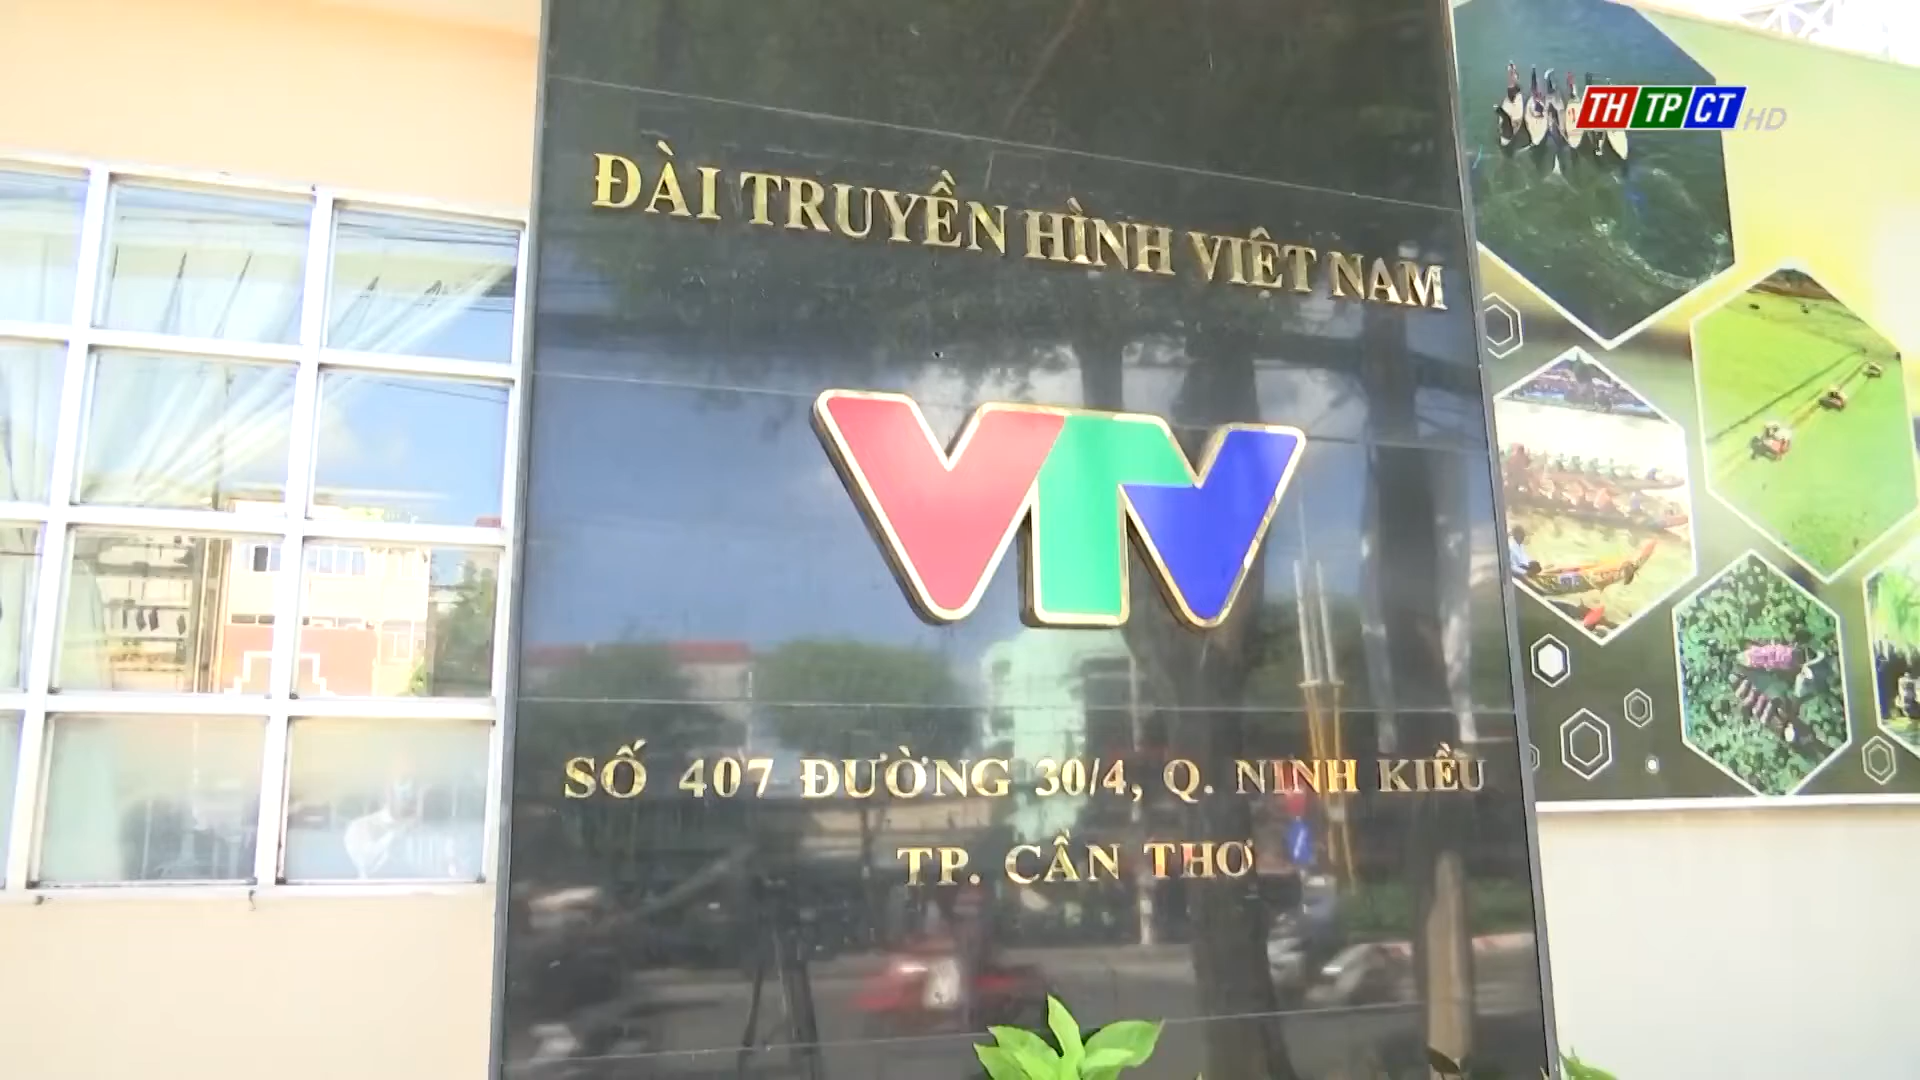 THTPCT HD
ĐÀI TRUYỀN HÌNH VIỆT NAM
VTV
SỐ 407 ĐƯỜNG 30/4, Q. NINH KIỀU
TP. CẦN THƠ